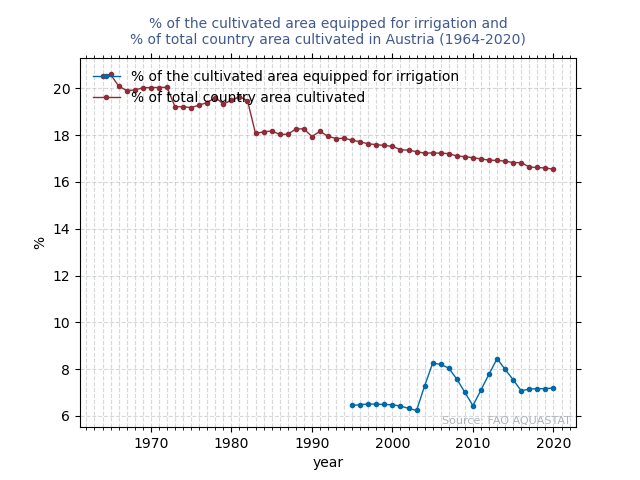 % of the cultivated area equipped for irrigation and
% of total country area cultivated in Austria (1964-2020)
% of the cultivated area equipped for irrigation
% of total country area cultivated
20
18
16
14
12
10
8
6
%
Source: FAO AQUASTAT
1970
1980
1990
2000
2010
2020
year